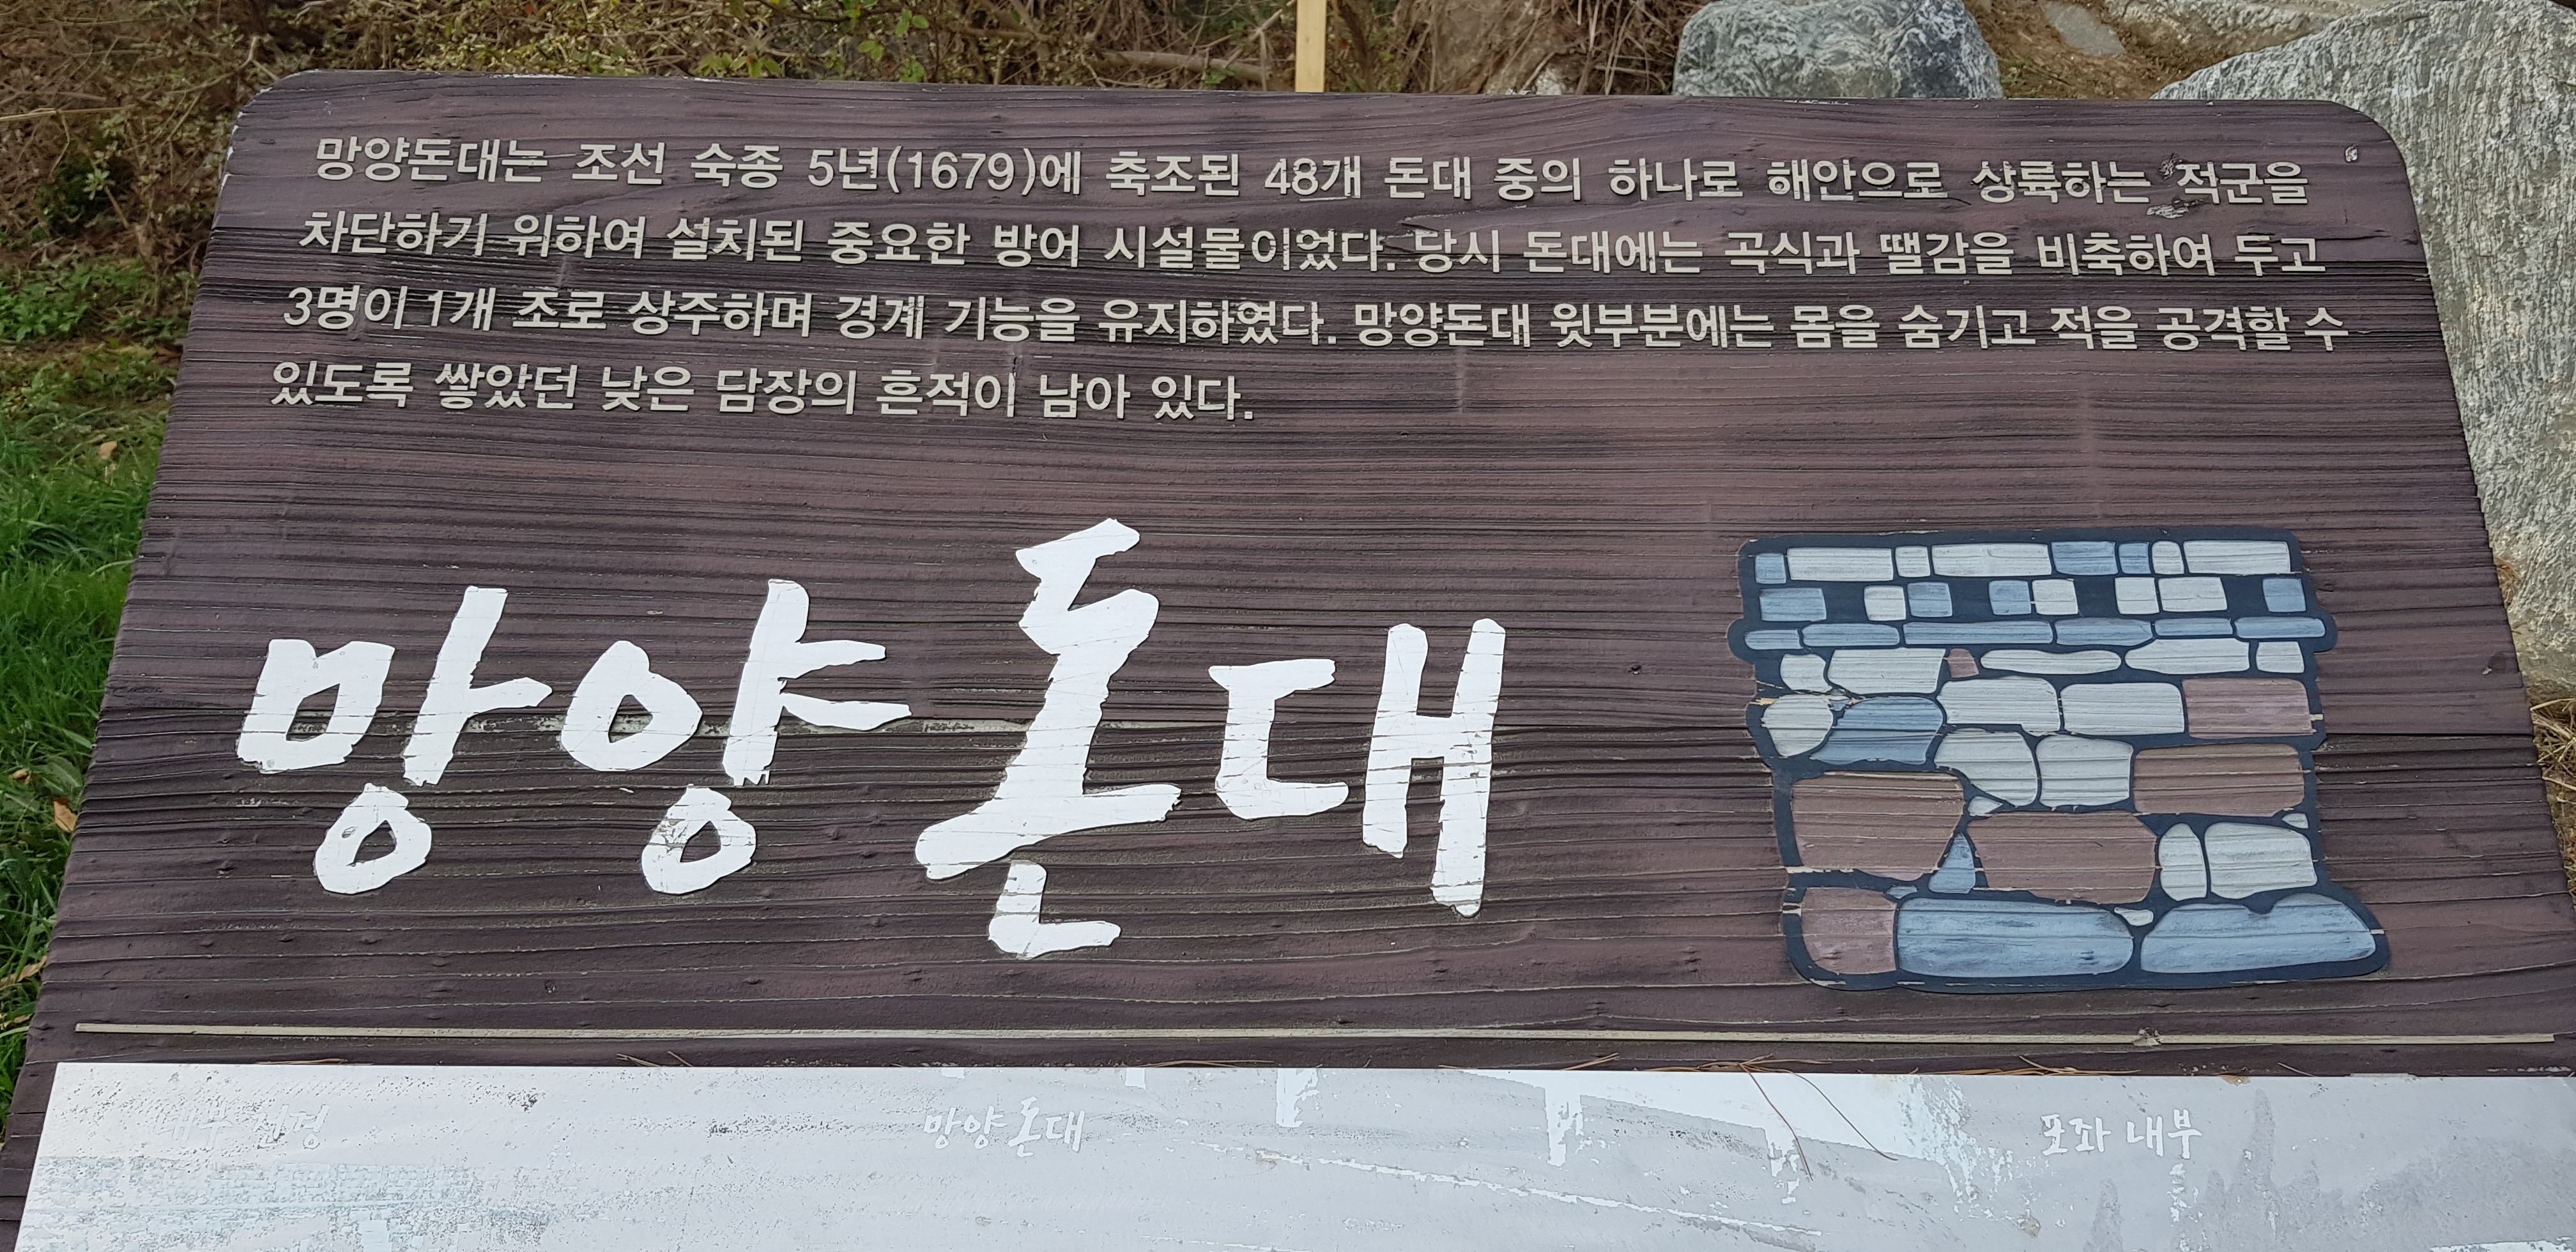 망양돈대는 조선 숙종 5년(1679)에 축조된 48개 돈대 중의 하나로 해안으로 상륙하는 적군을
차단하기 위하여 설치된 중요한 방어 시설물이었다. 당시 돈대에는 곡식과 땔감을 비축하여 두고
3명이 1개 조로 상주하며 경계 기능을 유지하였다. 망양돈대 윗부분에는 몸을 숨기고 적을 공격할 수
있도록 쌓았던 낮은 담장의 흔적이 남아 있다.
망양돈대
망양돈대
포좌 내부